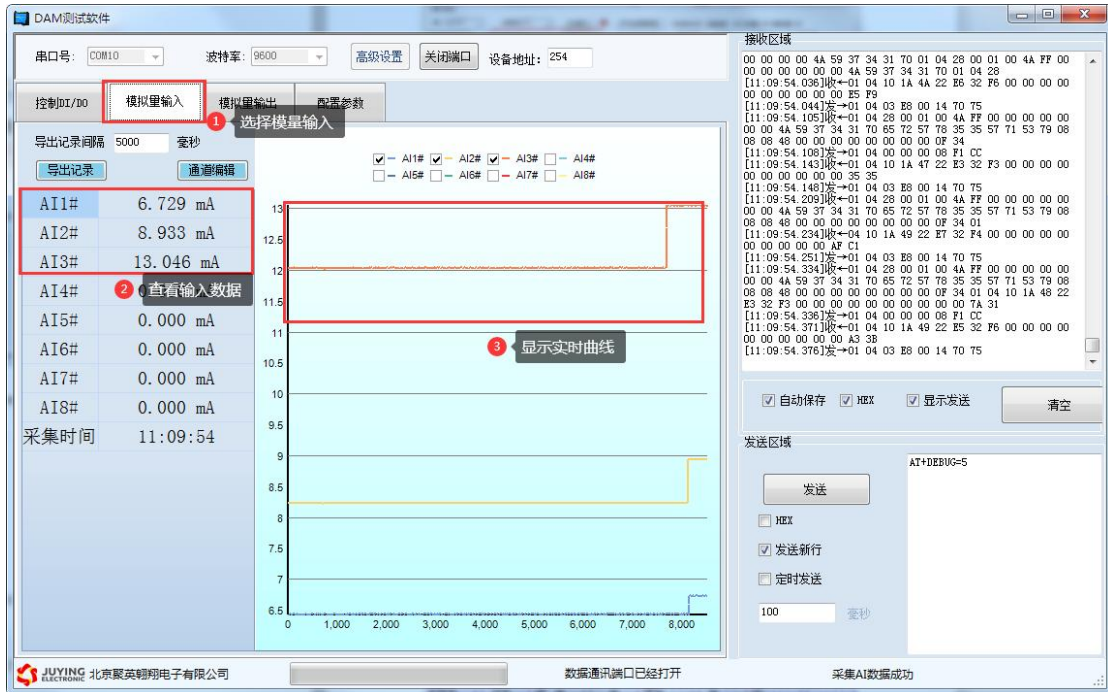 DAM测试软件
串口号: COM10 波特率: 9600 高级设置 关闭端口 设备地址: 254
控制DI/DO 模拟量输入 模拟量输出 配置参数
1 选择模量输入
导出记录间隔 5000 毫秒
导出记录 通道编辑
AI1# 6.729 mA
AI2# 8.933 mA
AI3# 13.046 mA
AI4#
2 查看输入数据
AI5# 0.000 mA
AI6# 0.000 mA
AI7# 0.000 mA
AI8# 0.000 mA
采集时间 11:09:54
AI1# AI2# AI3# AI4#
AI5# AI6# AI7# AI8#
13
12.5
12
11.5
11
10.5
10
9.5
9
8.5
8
7.5
7
6.5
0 1,000 2,000 3,000 4,000 5,000 6,000 7,000 8,000
3 显示实时曲线
接收区域
00 00 00 00 4A 59 37 34 31 70 01 04 28 00 01 00 4A FF 00
00 00 00 00 00 00 4A 59 37 34 31 70 01 04 28
[11:09:54.036]收←01 04 10 1A 4A 22 E6 32 F6 00 00 00 00
00 00 00 00 00 00 E5 F9
[11:09:54.044]发→01 04 03 E8 00 14 70 75
[11:09:54.105]收←01 04 28 00 01 00 4A FF 00 00 00 00 00
00 00 4A 59 37 34 31 70 65 72 57 78 35 35 57 71 53 79 08
08 08 48 00 00 00 00 00 00 00 00 00 0F 34
[11:09:54.108]发→01 04 00 00 00 08 F1 CC
[11:09:54.143]收←01 04 10 1A 47 22 E3 32 F3 00 00 00 00
00 00 00 00 00 00 35 35
[11:09:54.148]发→01 04 03 E8 00 14 70 75
[11:09:54.209]收←01 04 28 00 01 00 4A FF 00 00 00 00 00
00 00 4A 59 37 34 31 70 65 72 57 78 35 35 57 71 53 79 08
08 08 48 00 00 00 00 00 00 00 00 00 0F 34 01
[11:09:54.234]收←04 10 1A 49 22 E7 32 F4 00 00 00 00 00
00 00 00 00 00 AF C1
[11:09:54.251]发→01 04 03 E8 00 14 70 75
[11:09:54.334]收←01 04 28 00 01 00 4A FF 00 00 00 00 00
00 00 4A 59 37 34 31 70 65 72 57 78 35 35 57 71 53 79 08
08 08 48 00 00 00 00 00 00 00 00 00 0F 34 01 04 10 1A 48 22
E3 32 F3 00 00 00 00 00 00 00 00 00 00 7A 31
[11:09:54.336]发→01 04 00 00 00 08 F1 CC
[11:09:54.371]收←01 04 10 1A 49 22 E5 32 F6 00 00 00 00
00 00 00 00 00 00 A3 3B
[11:09:54.376]发→01 04 03 E8 00 14 70 75
自动保存 HEX 显示发送 清空
发送区域
AT+DEBUG=5
发送
HEX
发送新行
定时发送
100 毫秒
JUYING ELECTRONIC 北京聚英翱翔电子有限公司 数据通讯端口已经打开 采集AI数据成功